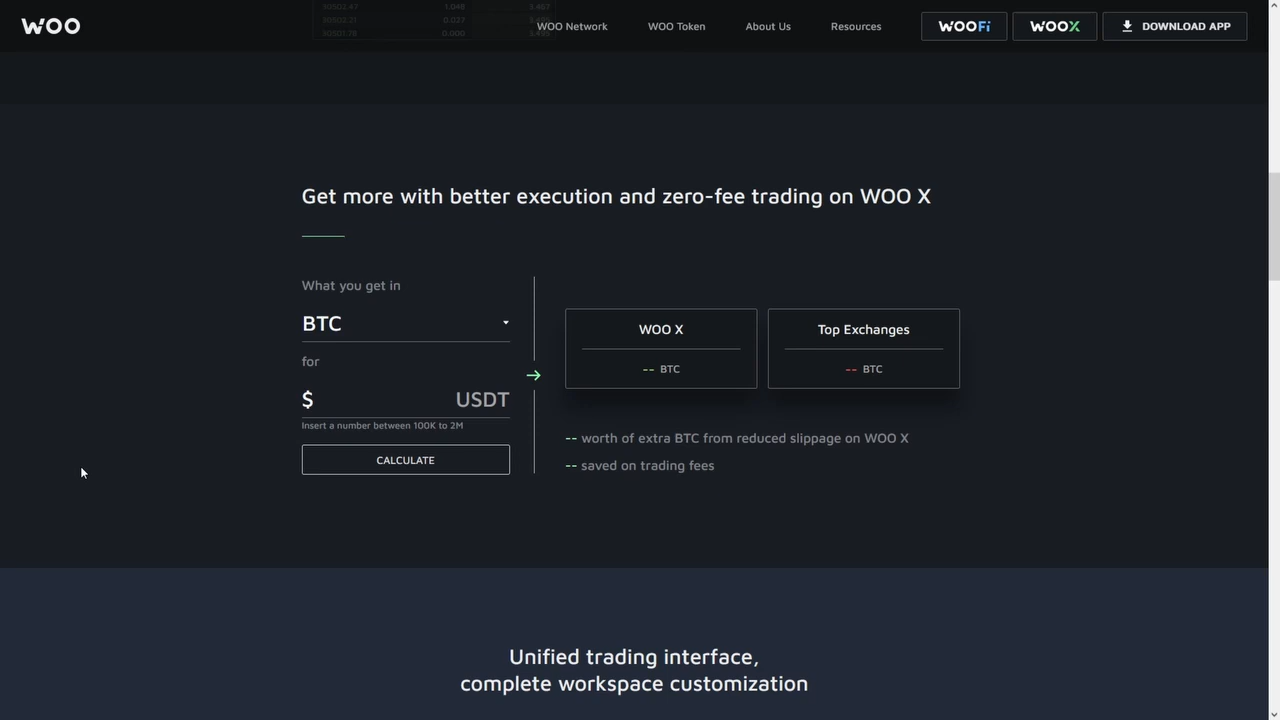 WOO
WOO Network
WOO Token
About Us
Resources
WOOFi
WOOX
DOWNLOAD APP
Get more with better execution and zero-fee trading on WOO X
What you get in
BTC
for
$ USDT
Insert a number between 100K to 2M
CALCULATE
WOO X
-- BTC
Top Exchanges
-- BTC
-- worth of extra BTC from reduced slippage on WOO X
-- saved on trading fees
Unified trading interface,
complete workspace customization